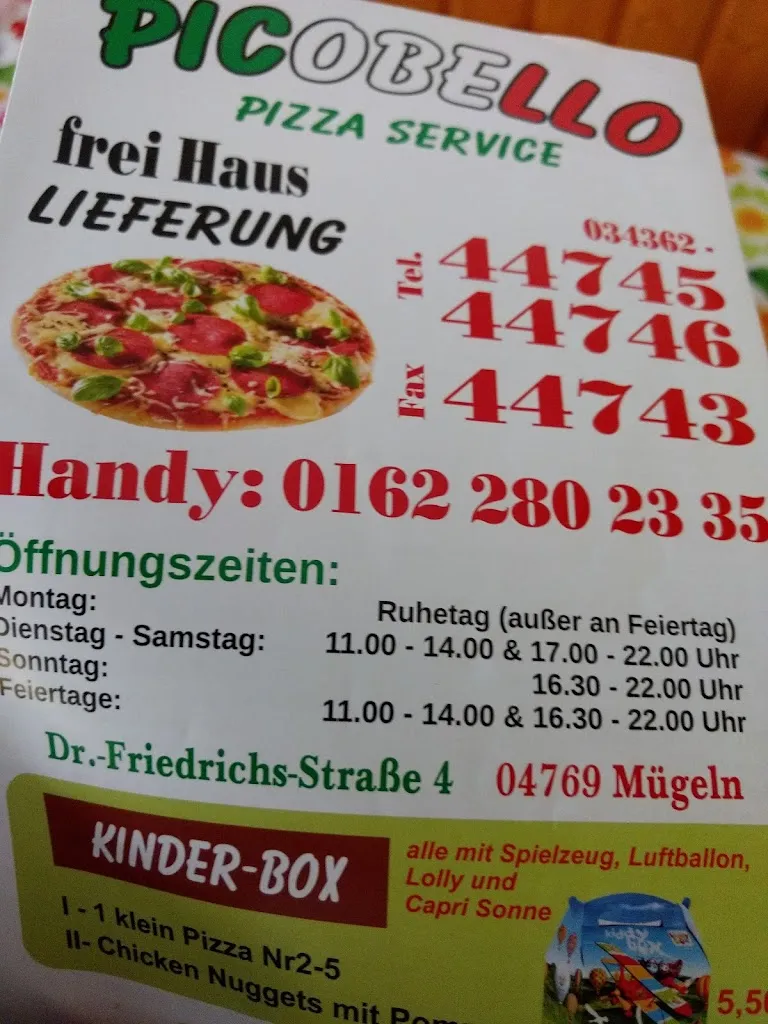 PICOBELLO
PIZZA SERVICE
frei Haus
LIEFERUNG
034362 -
Tel. 44745
44746
Fax 44743
Handy: 0162 280 23 35
Öffnungszeiten:
Montag: Ruhetag (außer an Feiertag)
Dienstag - Samstag: 11.00 - 14.00 & 17.00 - 22.00 Uhr
Sonntag: 16.30 - 22.00 Uhr
Feiertage: 11.00 - 14.00 & 16.30 - 22.00 Uhr
Dr.-Friedrichs-Straße 4 04769 Mügeln
KINDER-BOX
alle mit Spielzeug, Luftballon,
Lolly und
Capri Sonne
I - 1 klein Pizza Nr2-5
II- Chicken Nuggets mit
5,50